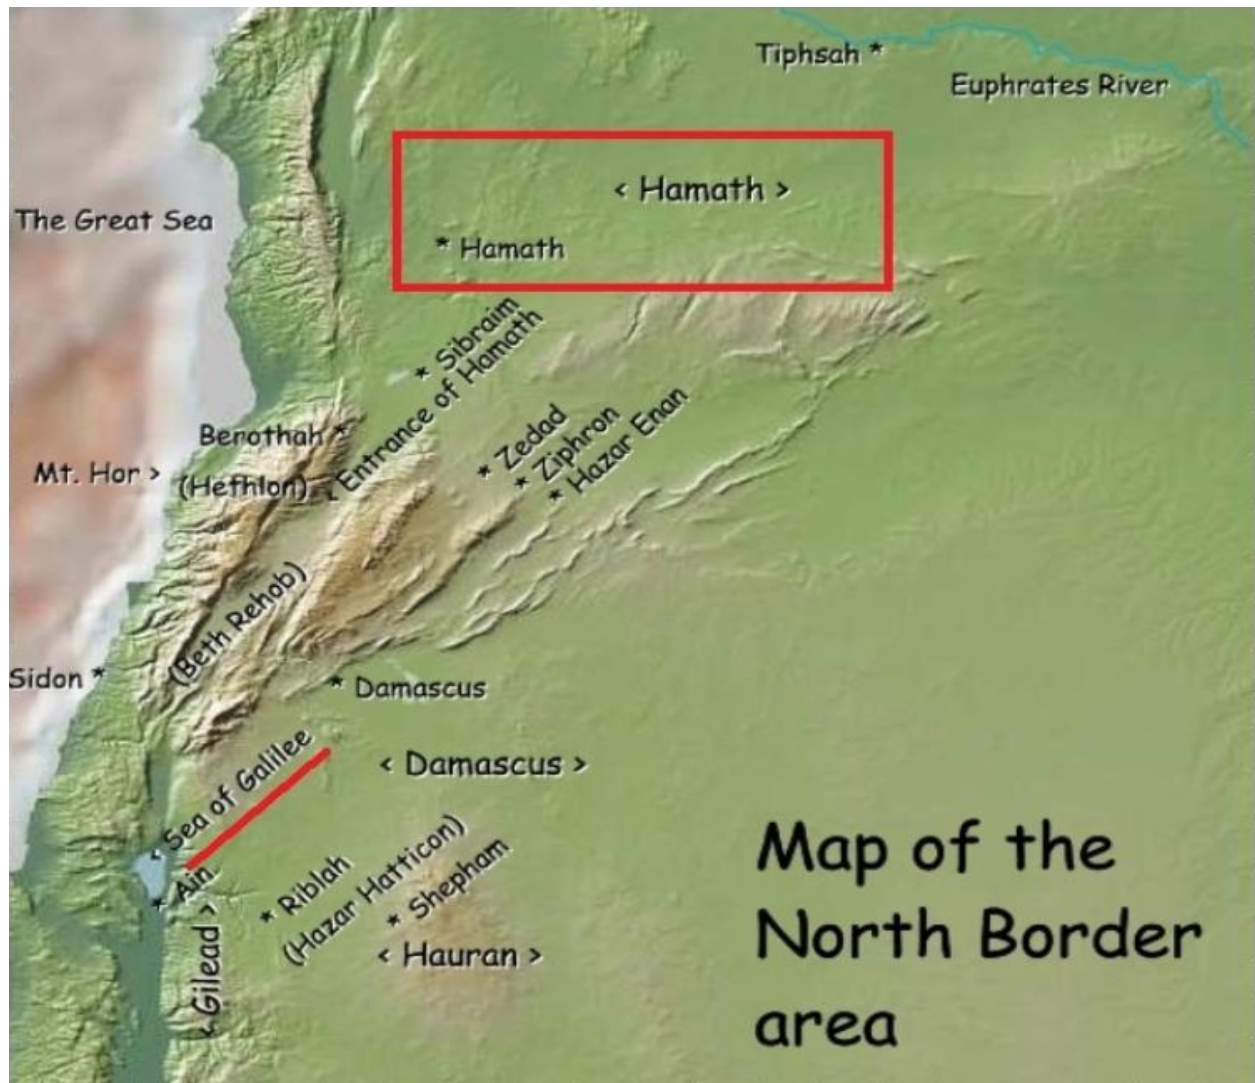 Tiphsah *
Euphrates River
< Hamath >
The Great Sea
* Hamath
* Sibraim
Entrance of Hamath
Berothah *
* Zedad
* Ziphron
* Hazar Enan
Mt. Hor >
(Hethlon)
(Beth Rehob)
Sidon *
* Damascus
Sea of Galilee
< Damascus >
* Ain
* Riblah
(Hazar Hatticon)
* Shepham
< Gilead >
< Hauran >
Map of the
North Border
area